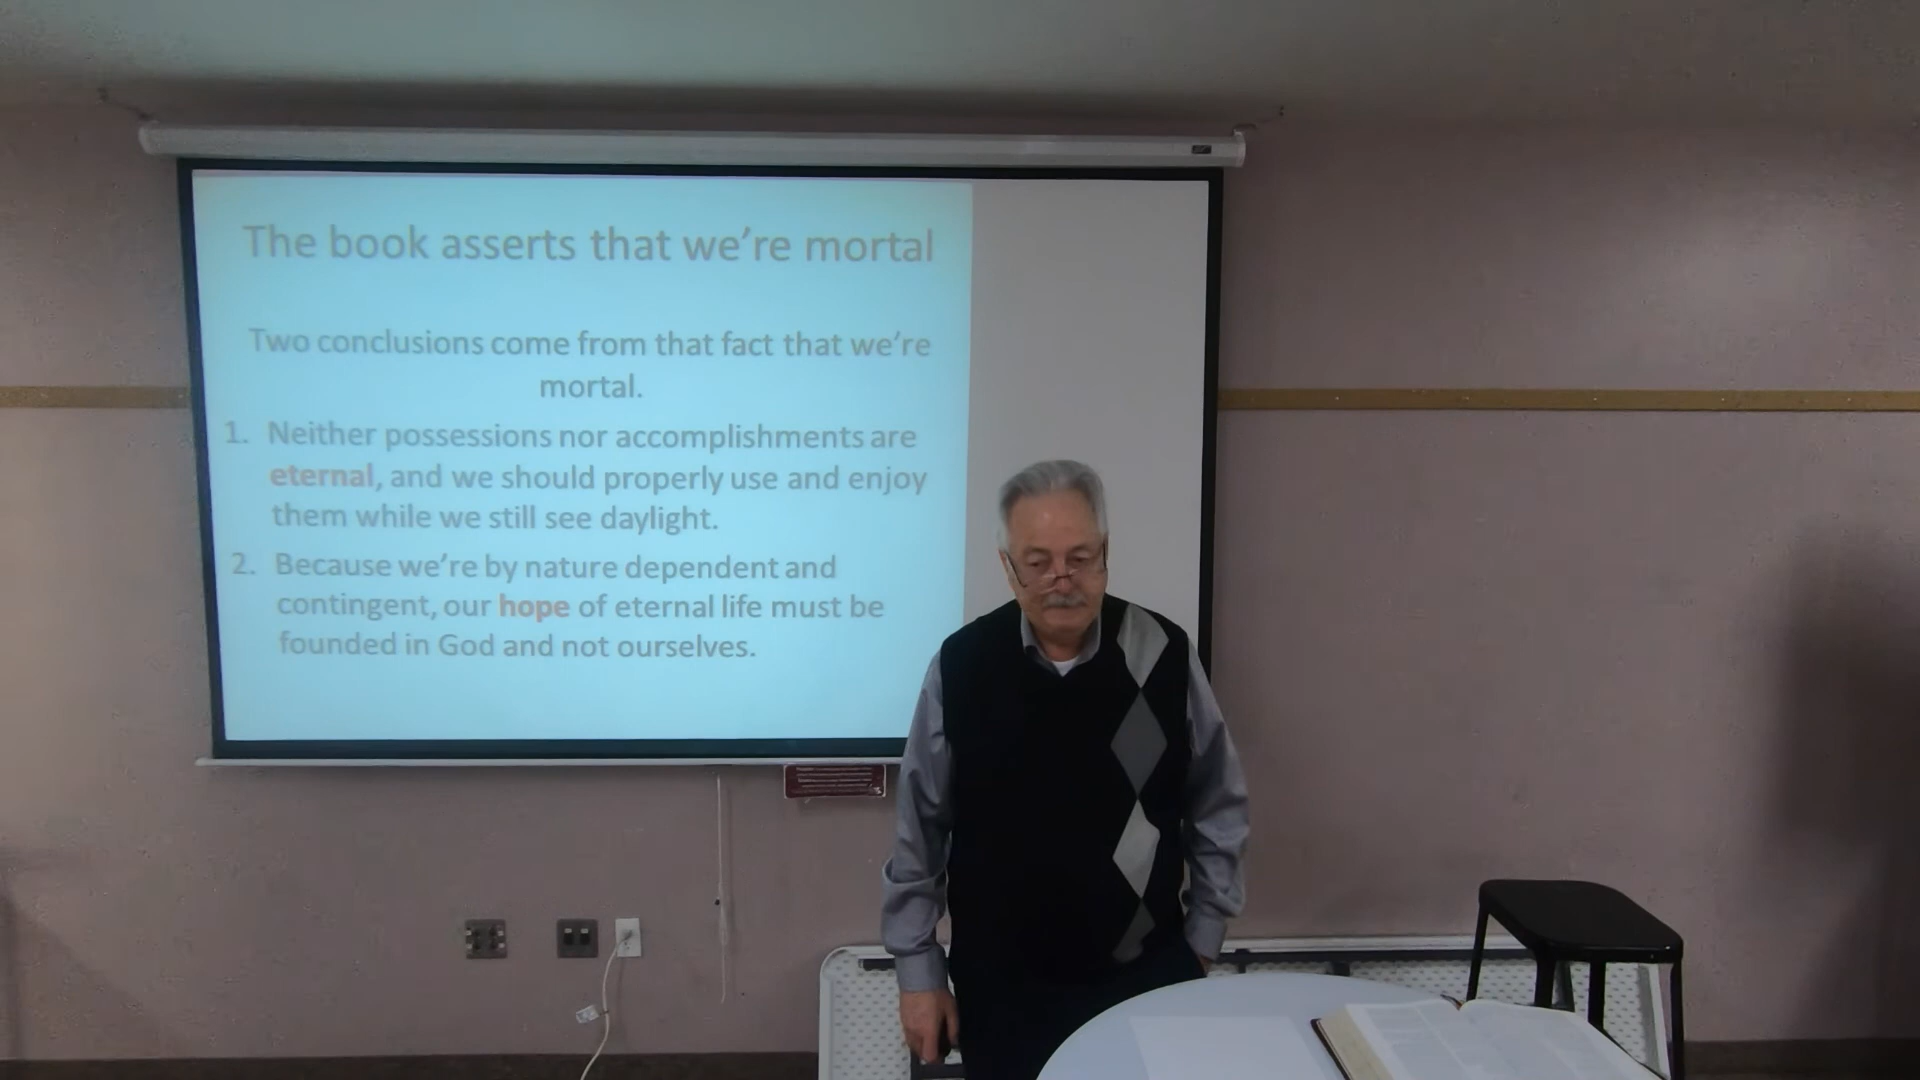 The book asserts that we're mortal
Two conclusions come from that fact that we're
mortal.
1. Neither possessions nor accomplishments are
eternal, and we should properly use and enjoy
them while we still see daylight.
2. Because we're by nature dependent and
contingent, our hope of eternal life must be
founded in God and not ourselves.